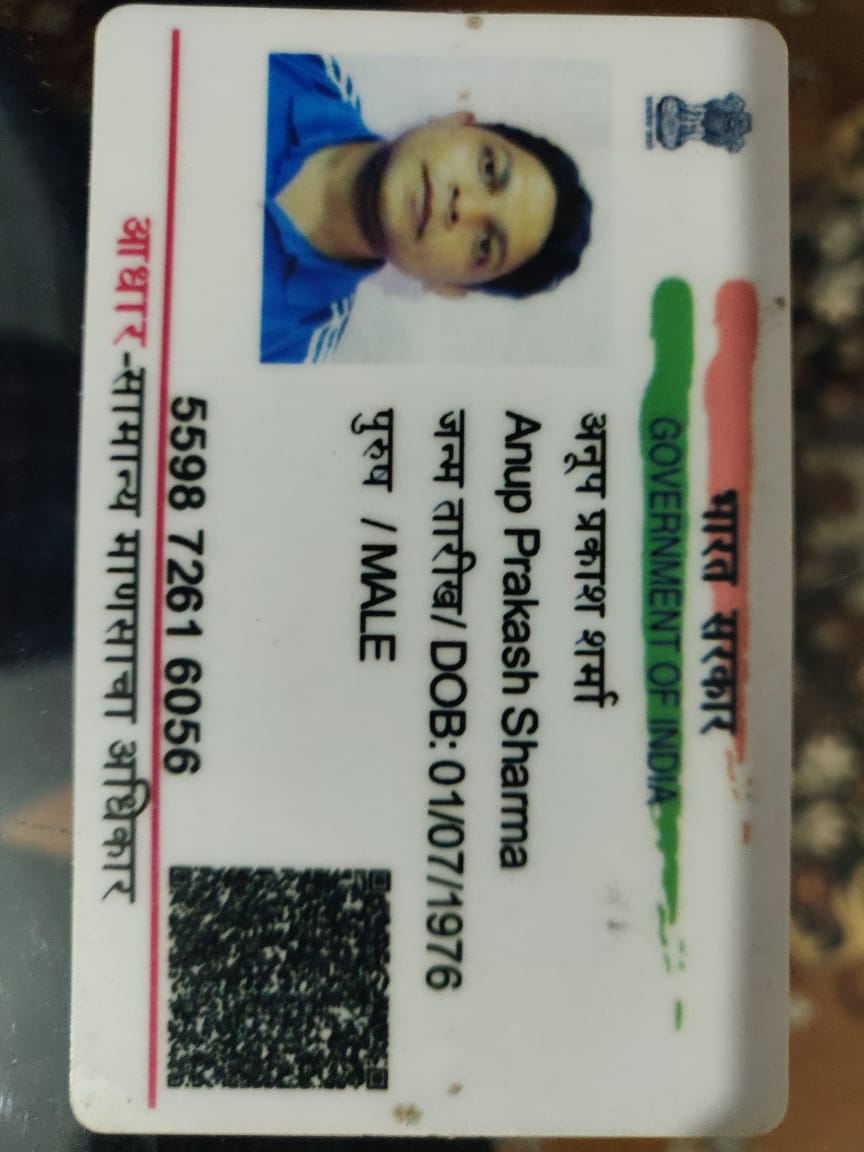 भारत सरकार
GOVERNMENT OF INDIA
अनुप प्रकाश शर्मा
Anup Prakash Sharma
जन्म तारीख/ DOB: 01/07/1976
पुरुष / MALE
5598 7261 6056
आधार-सामान्य माणसाचा अधिकार